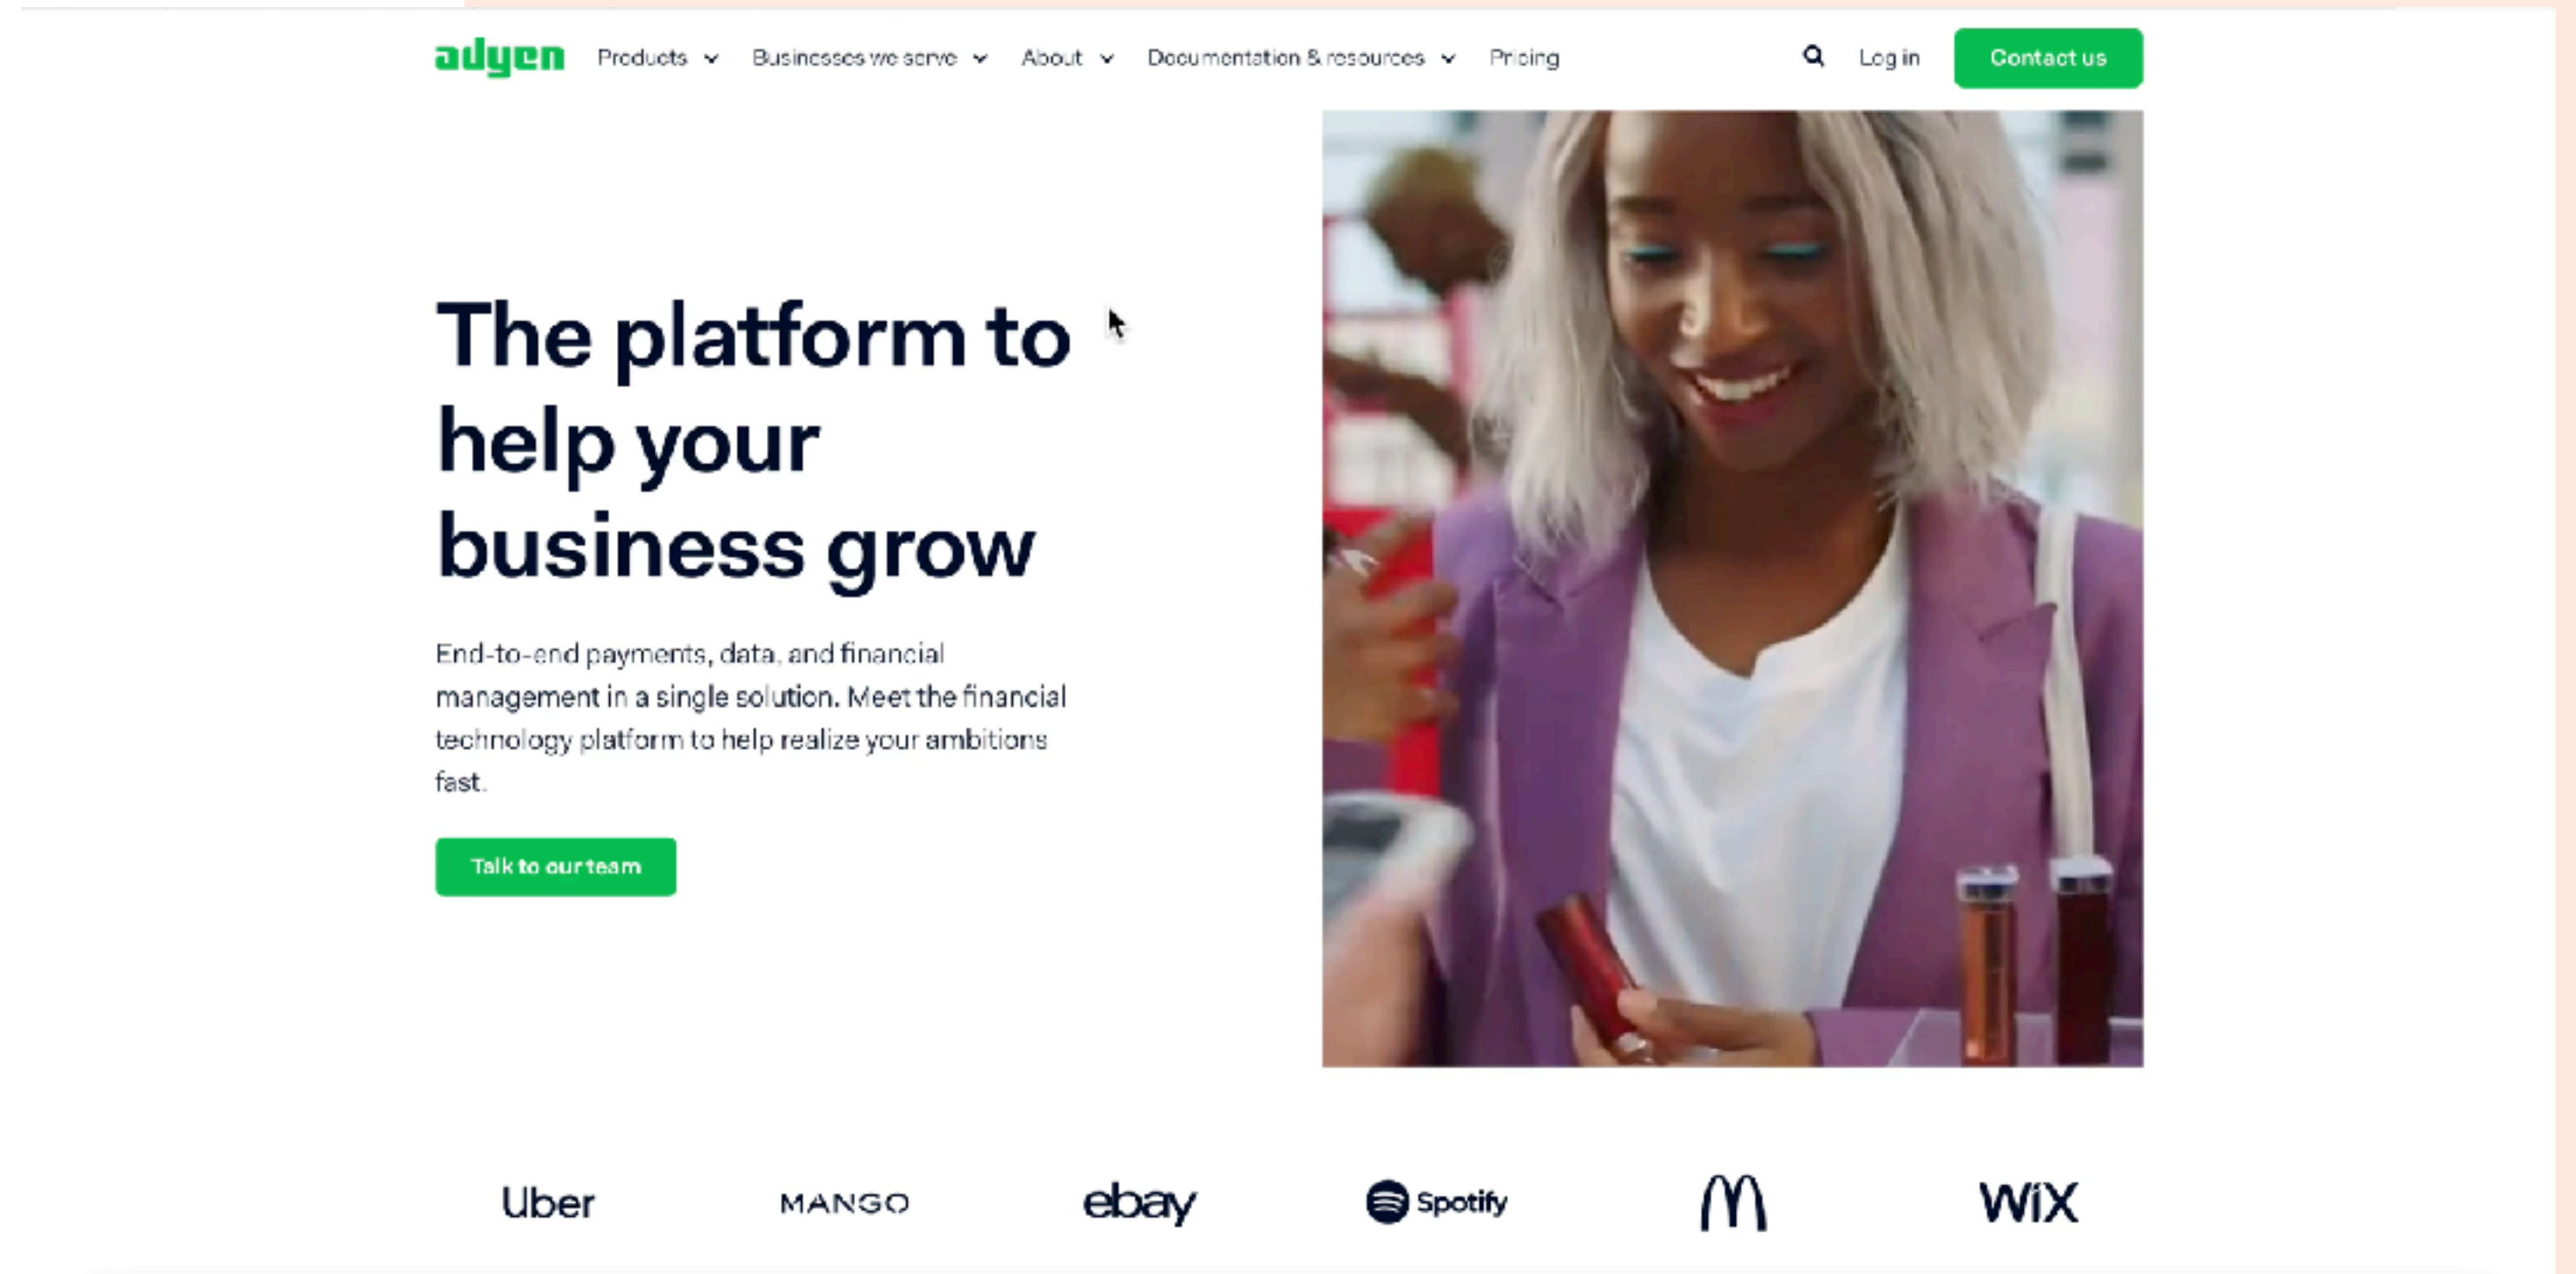 adyen Products Businesses we serve About Documentation & resources Pricing Log in Contact us
The platform to
help your
business grow
End-to-end payments, data, and financial
management in a single solution. Meet the financial
technology platform to help realize your ambitions
fast.
Talk to our team
Uber MANGO ebay Spotify WiX